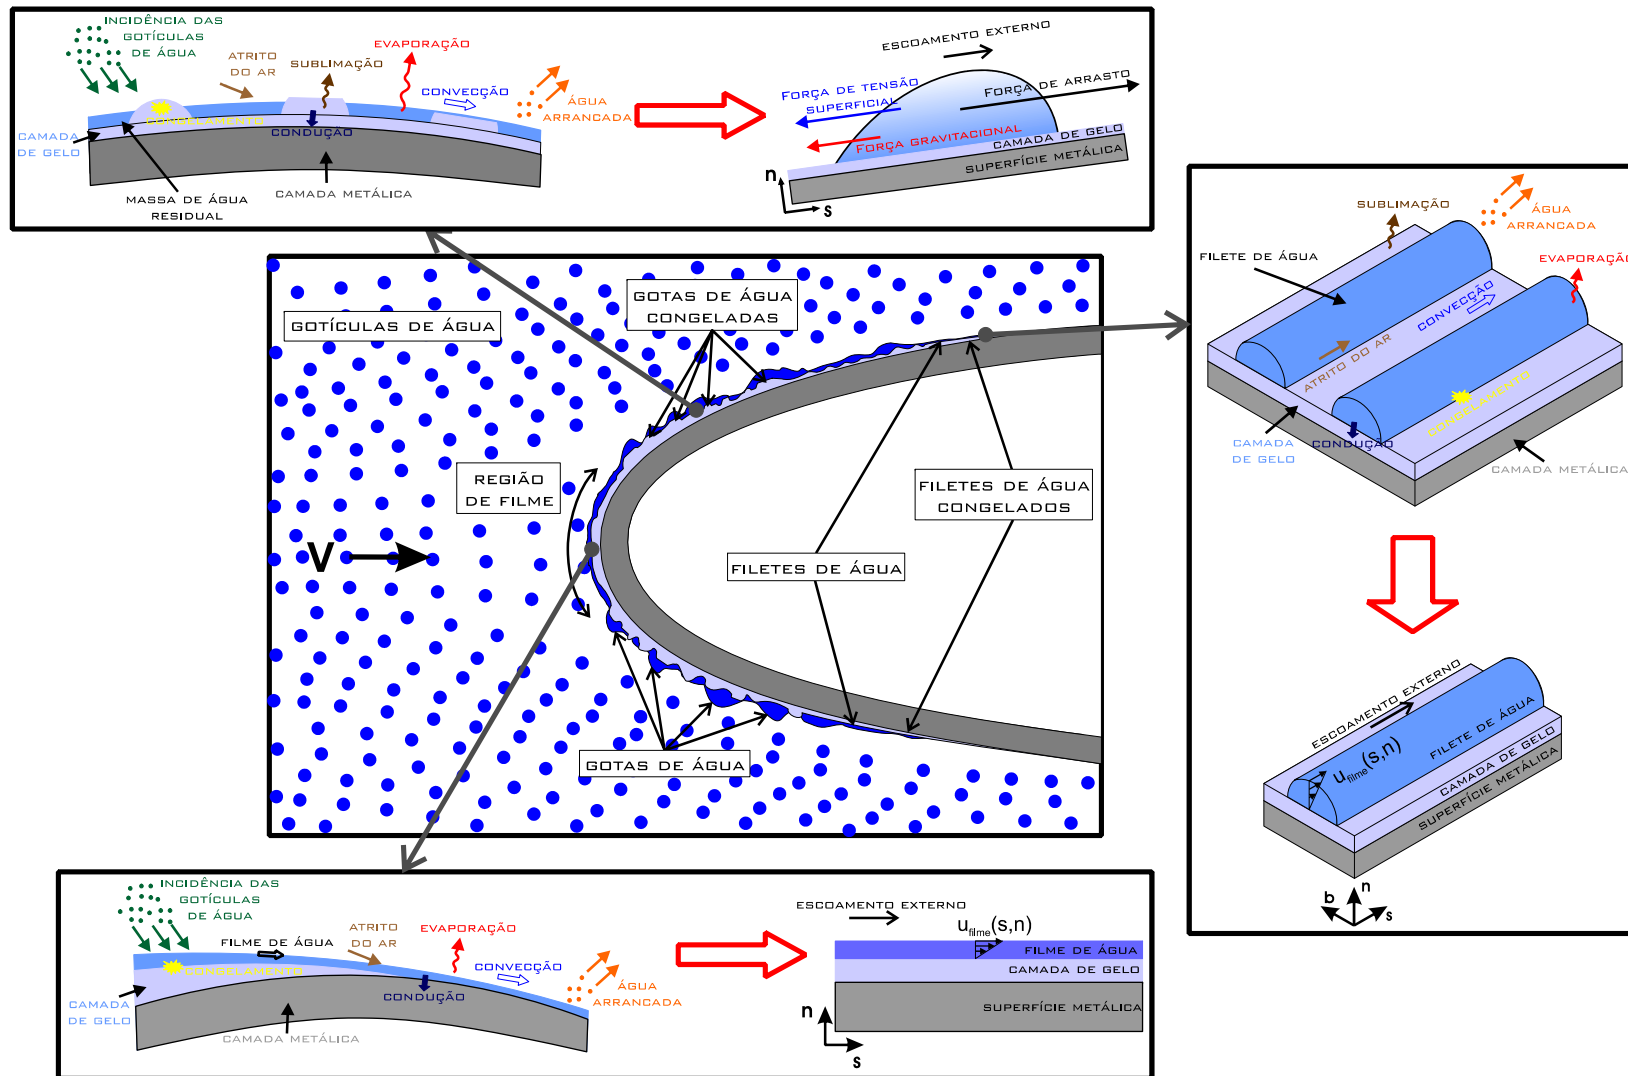 INCIDÊNCIA DAS
GOTÍCULAS
DE ÁGUA
ATRITO
DO AR
SUBLIMAÇÃO
EVAPORAÇÃO
CONVECÇÃO
ÁGUA
ARRANCADA
CONGELAMENTO
CONDUÇÃO
CAMADA
DE GELO
MASSA DE ÁGUA
RESIDUAL
CAMADA METÁLICA
ESCOAMENTO EXTERNO
FORÇA DE TENSÃO
SUPERFICIAL
FORÇA DE ARRASTO
FORÇA GRAVITACIONAL
CAMADA DE GELO
SUPERFÍCIE METÁLICA
n
s
GOTÍCULAS DE ÁGUA
GOTAS DE ÁGUA
CONGELADAS
REGIÃO
DE FILME
V
FILETES DE ÁGUA
CONGELADOS
FILETES DE ÁGUA
GOTAS DE ÁGUA
SUBLIMAÇÃO
ÁGUA
ARRANCADA
FILETE DE ÁGUA
EVAPORAÇÃO
CONVECÇÃO
ATRITO DO AR
CONGELAMENTO
CAMADA
DE GELO
CONDUÇÃO
CAMADA METÁLICA
ESCOAMENTO EXTERNO
u filme (s,n)
FILETE DE ÁGUA
CAMADA DE GELO
SUPERFÍCIE METÁLICA
n
b
s
INCIDÊNCIA DAS
GOTÍCULAS
DE ÁGUA
FILME DE ÁGUA
ATRITO
DO AR
EVAPORAÇÃO
CONVECÇÃO
ÁGUA
ARRANCADA
CONGELAMENTO
CONDUÇÃO
CAMADA
DE GELO
CAMADA METÁLICA
ESCOAMENTO EXTERNO
u filme (s,n)
FILME DE ÁGUA
CAMADA DE GELO
SUPERFÍCIE METÁLICA
n
s